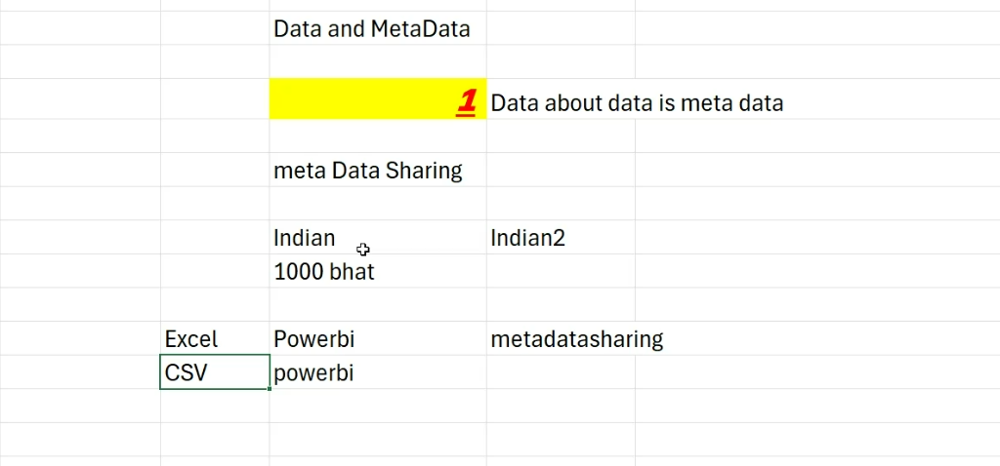 Data and MetaData
1 Data about data is meta data
meta Data Sharing
Indian Indian2
1000 bhat
Excel Powerbi metadatasharing
CSV powerbi